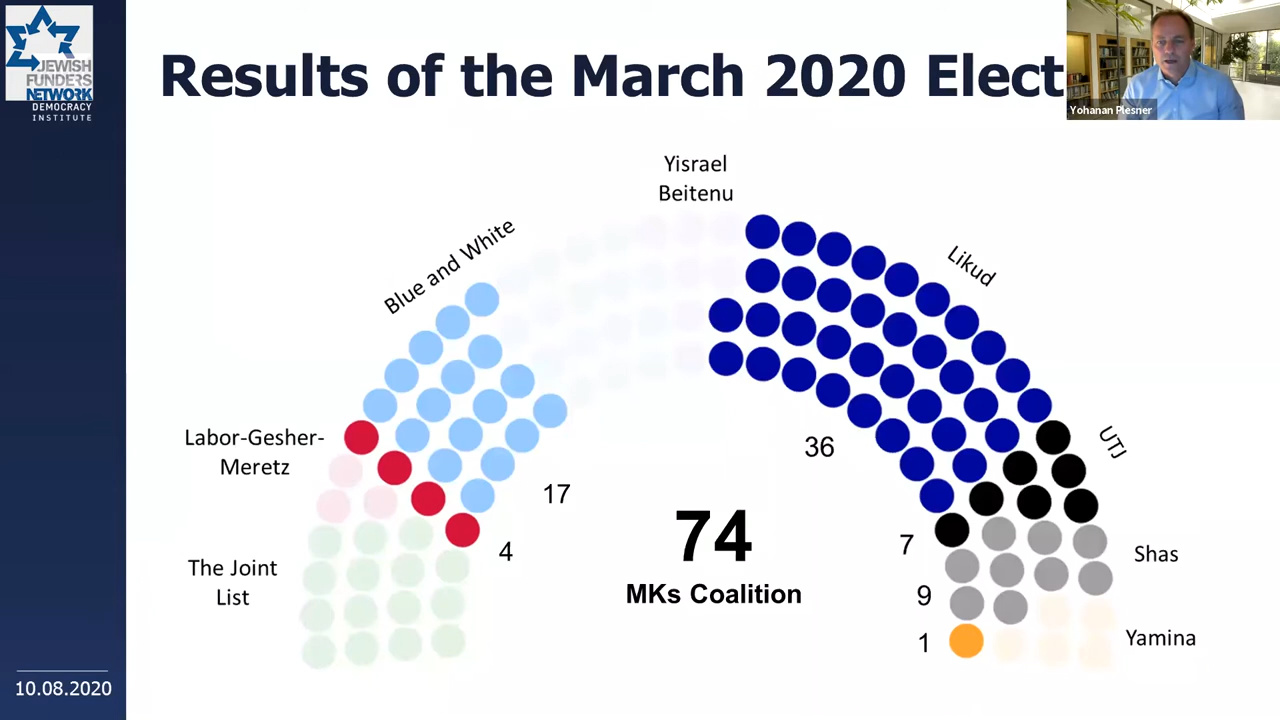 JEWISH
FUNDERS
NETWORK
DEMOCRACY
INSTITUTE
Results of the March 2020 Elect
Yohanan Plesner
Yisrael
Beitenu
Blue and White
Likud
Labor-Gesher-
Meretz
UTJ
36
17
74
MKs Coalition
4
7
The Joint
List
Shas
9
1
Yamina
10.08.2020